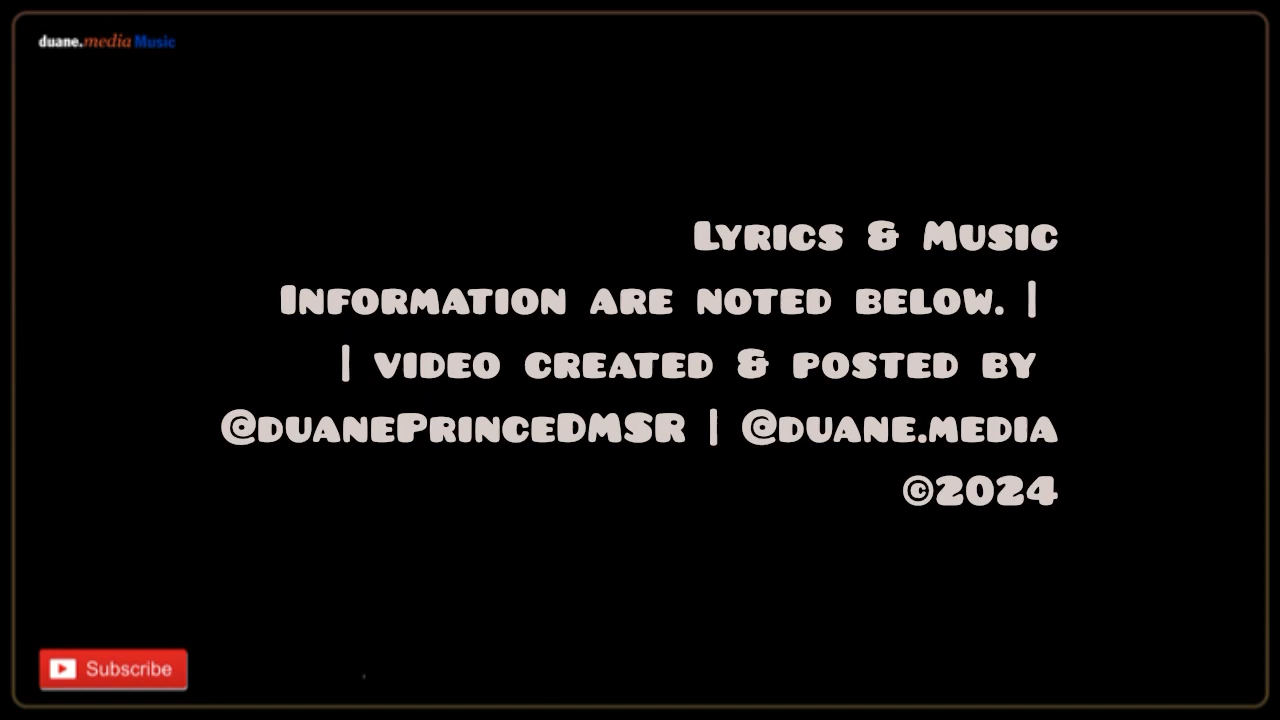 duane.media Music
Lyrics & Music
Information are noted below. |
| video created & posted by
@duanePrinceDMSR | @duane.media
©2024
Subscribe